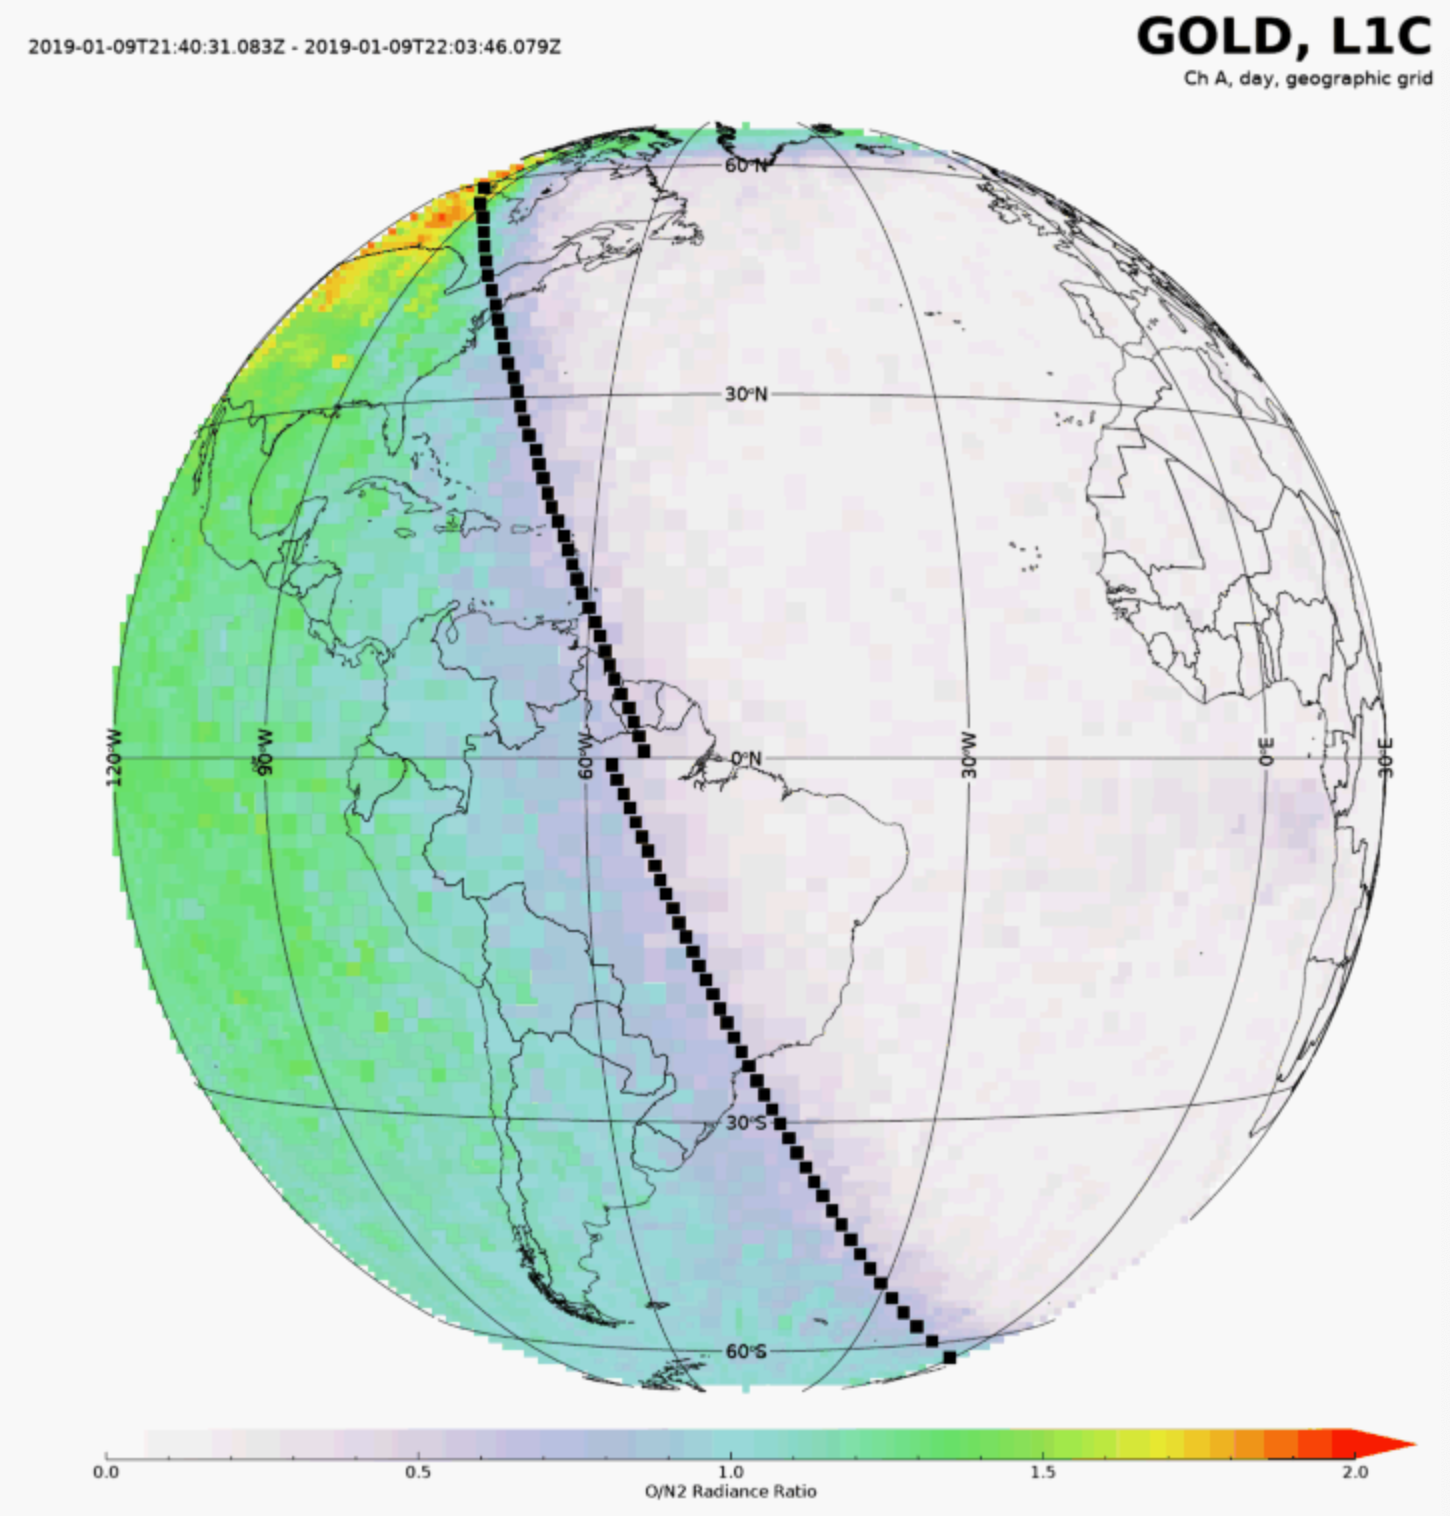 2019-01-09T21:40:31.083Z - 2019-01-09T22:03:46.079Z
GOLD, L1C
Ch A, day, geographic grid
60°N
30°N
120°W
90°W
60°W
0°N
30°W
0°E
30°E
30°S
60°S
0.0 0.5 1.0 1.5 2.0
O/N2 Radiance Ratio